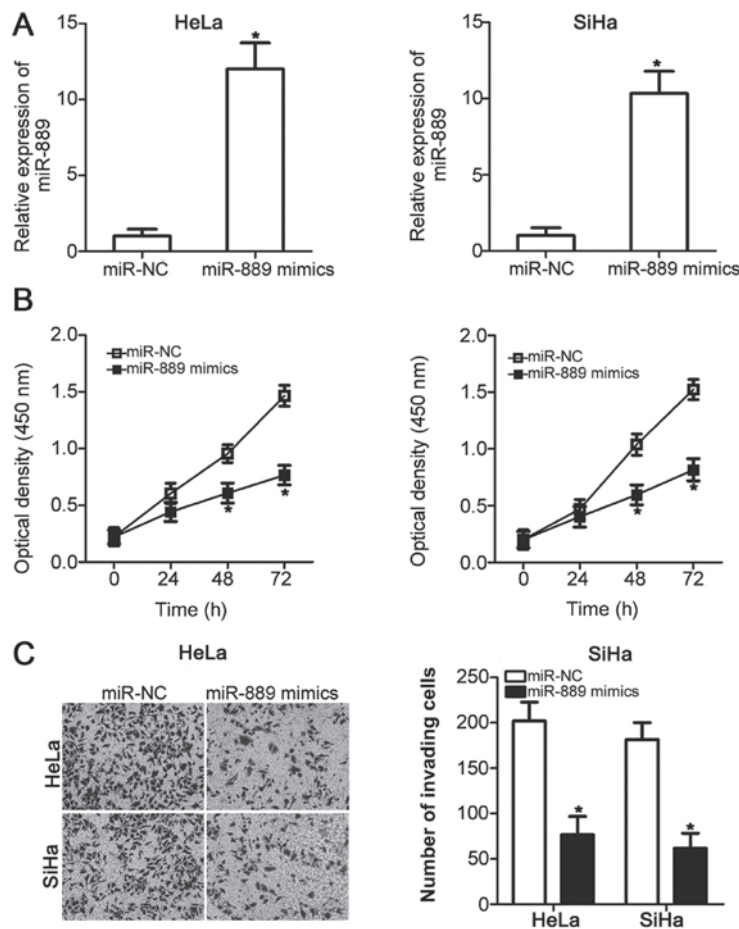 A
HeLa
Relative expression of
miR-889
15
10
5
0
*
miR-NC
miR-889 mimics
SiHa
Relative expression of
miR-889
15
10
5
0
*
miR-NC
miR-889 mimics
B
Optical density (450 nm)
2.0
1.5
1.0
0.5
0.0
miR-NC
miR-889 mimics
*
*
0
24
48
72
Time (h)
Optical density (450 nm)
2.0
1.5
1.0
0.5
0.0
miR-NC
miR-889 mimics
*
*
0
24
48
72
Time (h)
C
HeLa
miR-NC
miR-889 mimics
HeLa
SiHa
SiHa
miR-NC
miR-889 mimics
Number of invading cells
250
200
150
100
50
0
*
*
HeLa
SiHa